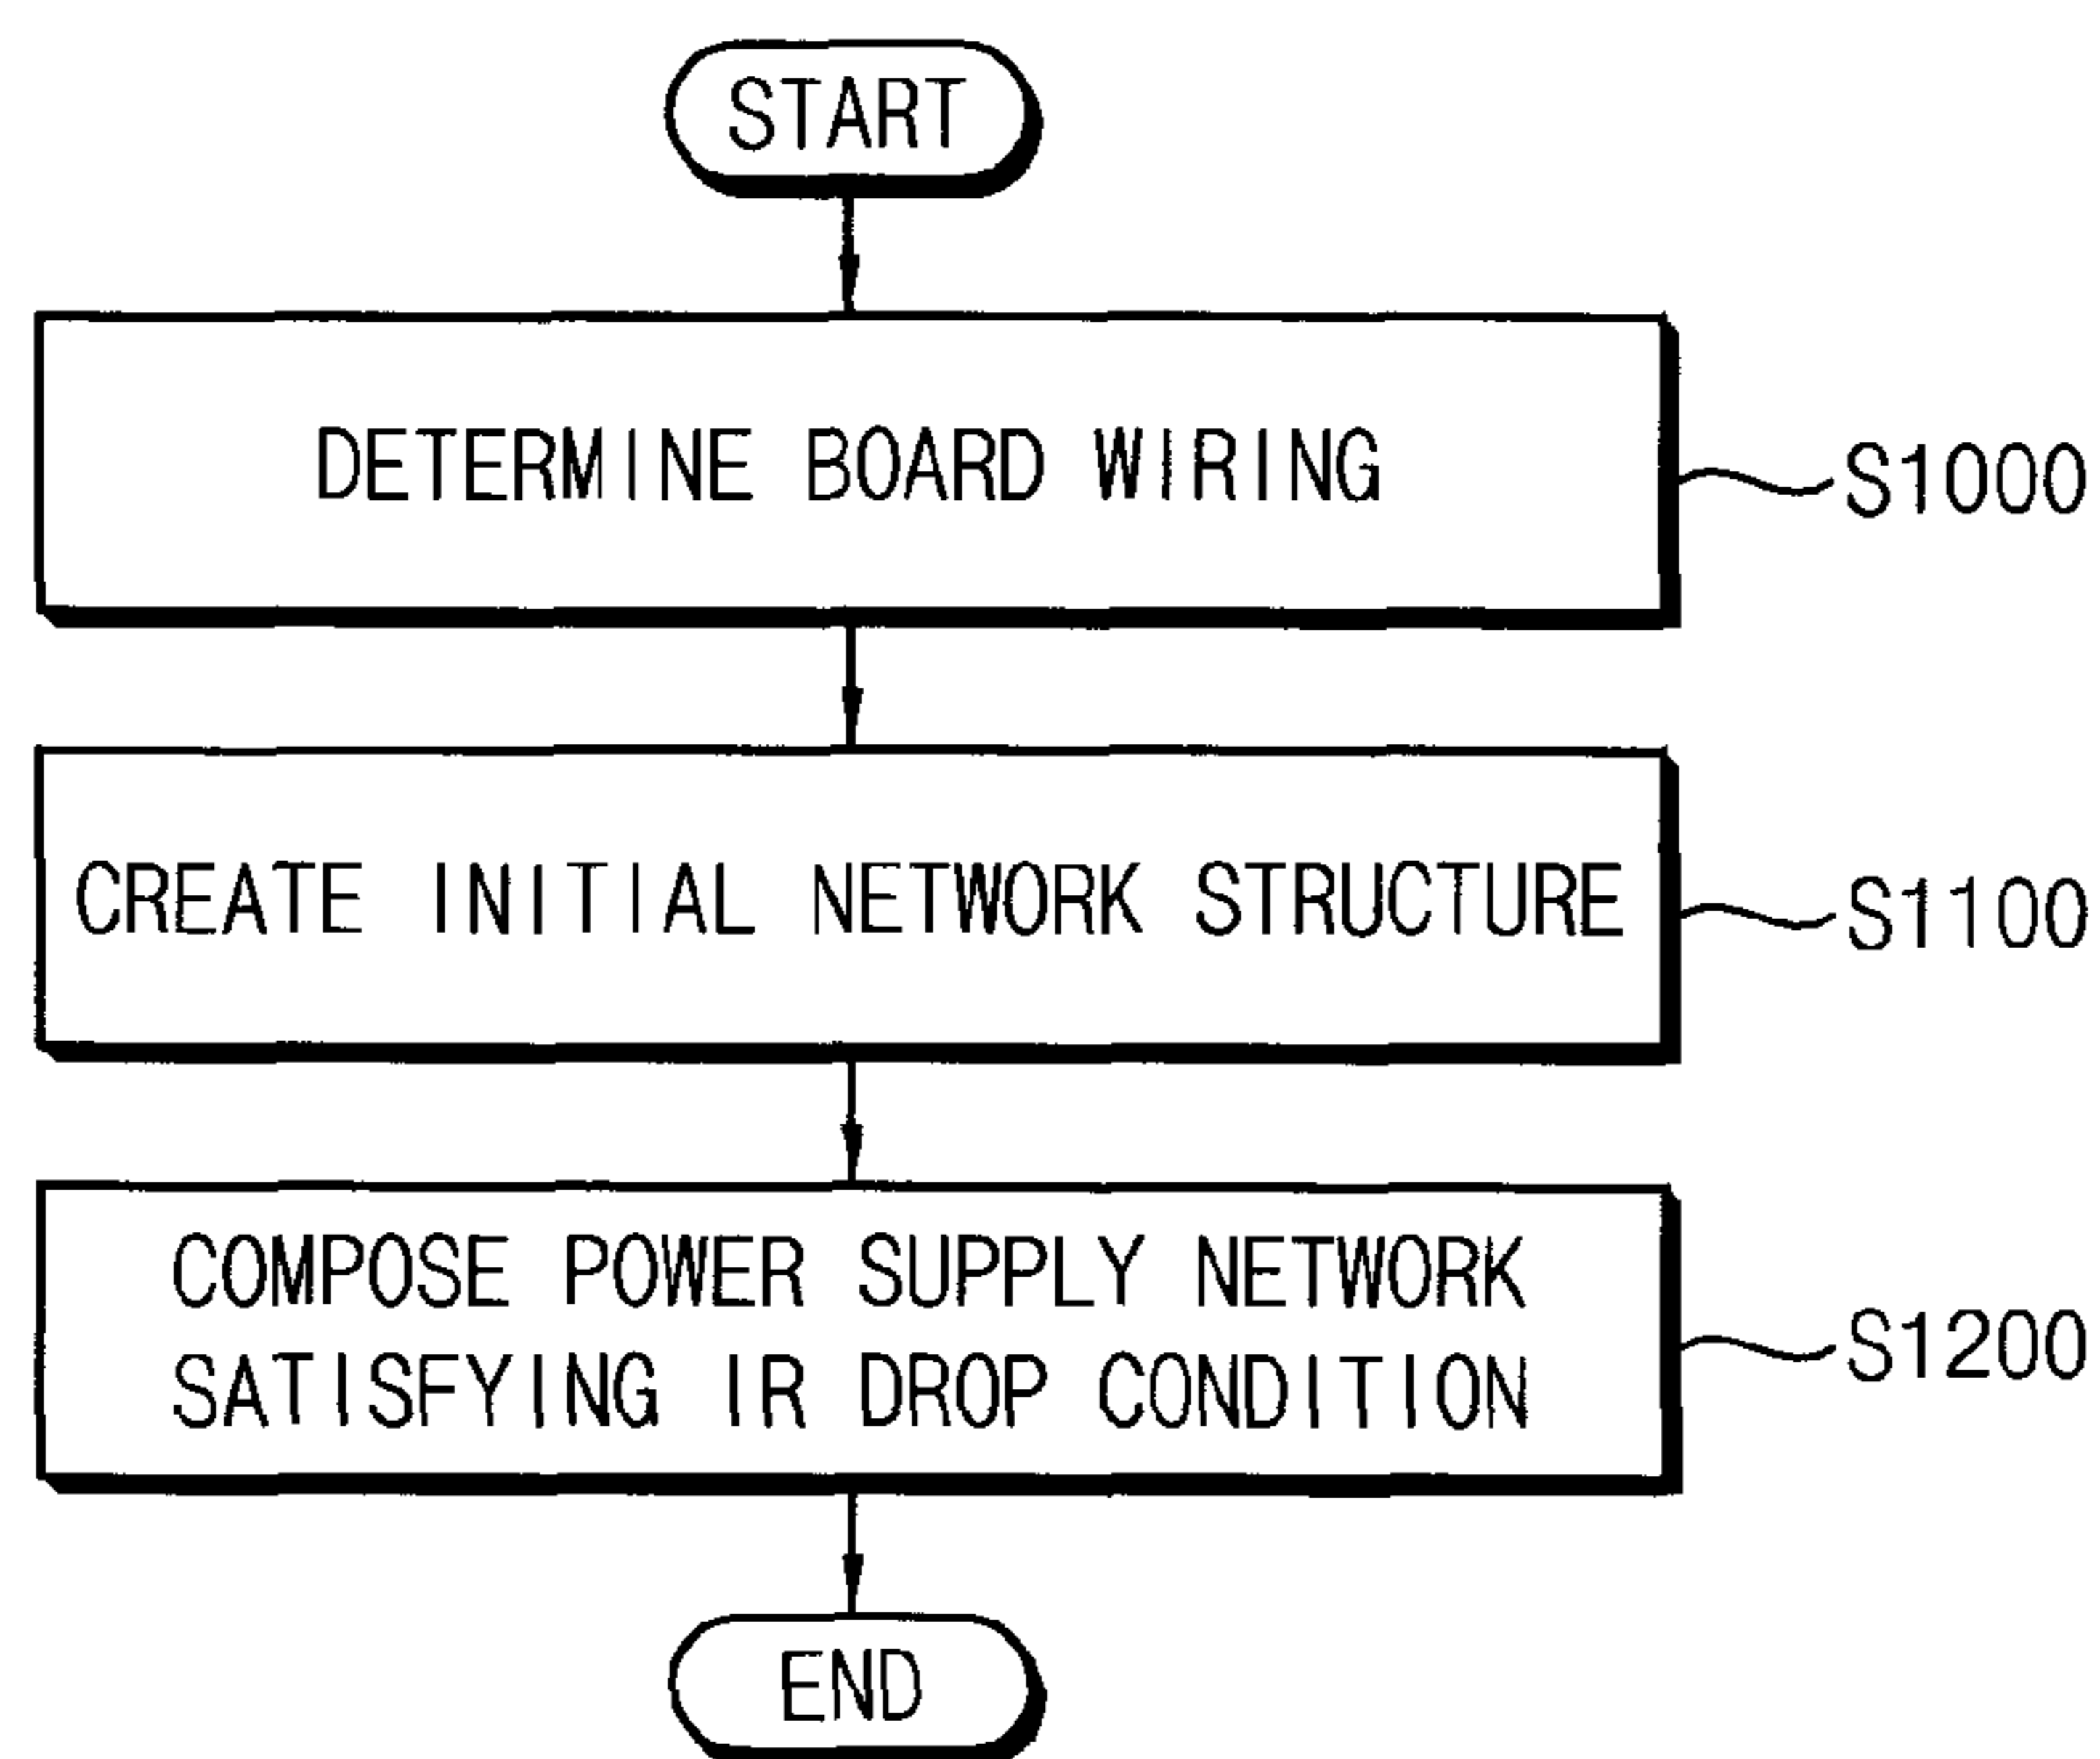 START
DETERMINE BOARD WIRING
S1000
CREATE INITIAL NETWORK STRUCTURE
S1100
COMPOSE POWER SUPPLY NETWORK
SATISFYING IR DROP CONDITION
S1200
END